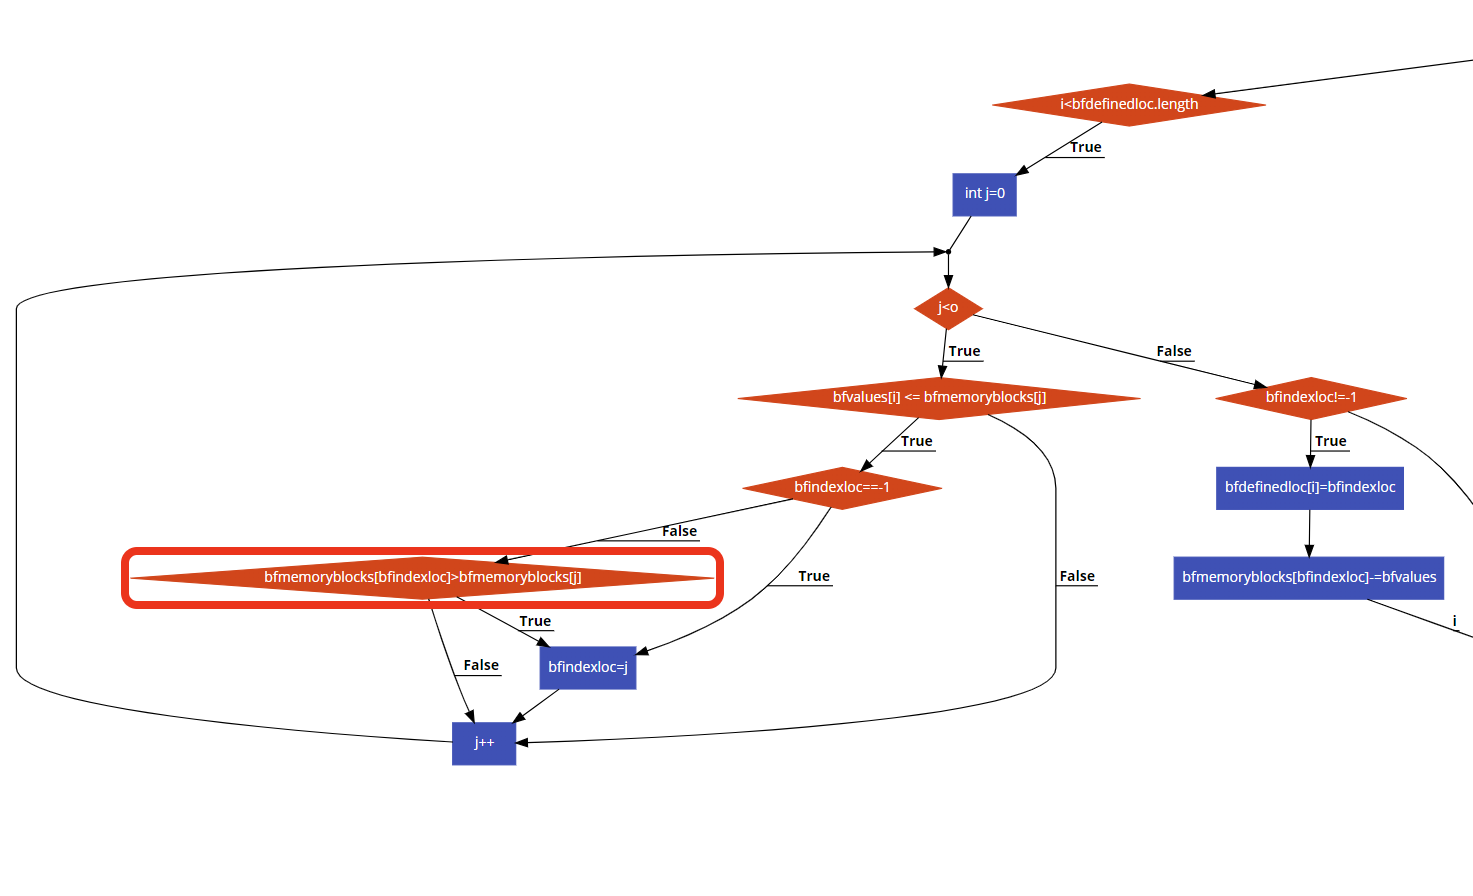 i<bfdefinedloc.length
True
int j=0
j<o
True
False
bfvalues[i] <= bfmemoryblocks[j]
bfindexloc!=-1
True
True
bfindexloc==-1
bfdefinedloc[i]=bfindexloc
False
bfmemoryblocks[bfindexloc]>bfmemoryblocks[j]
True
False
bfmemoryblocks[bfindexloc]-=bfvalues
True
i
False
bfindexloc=j
j++